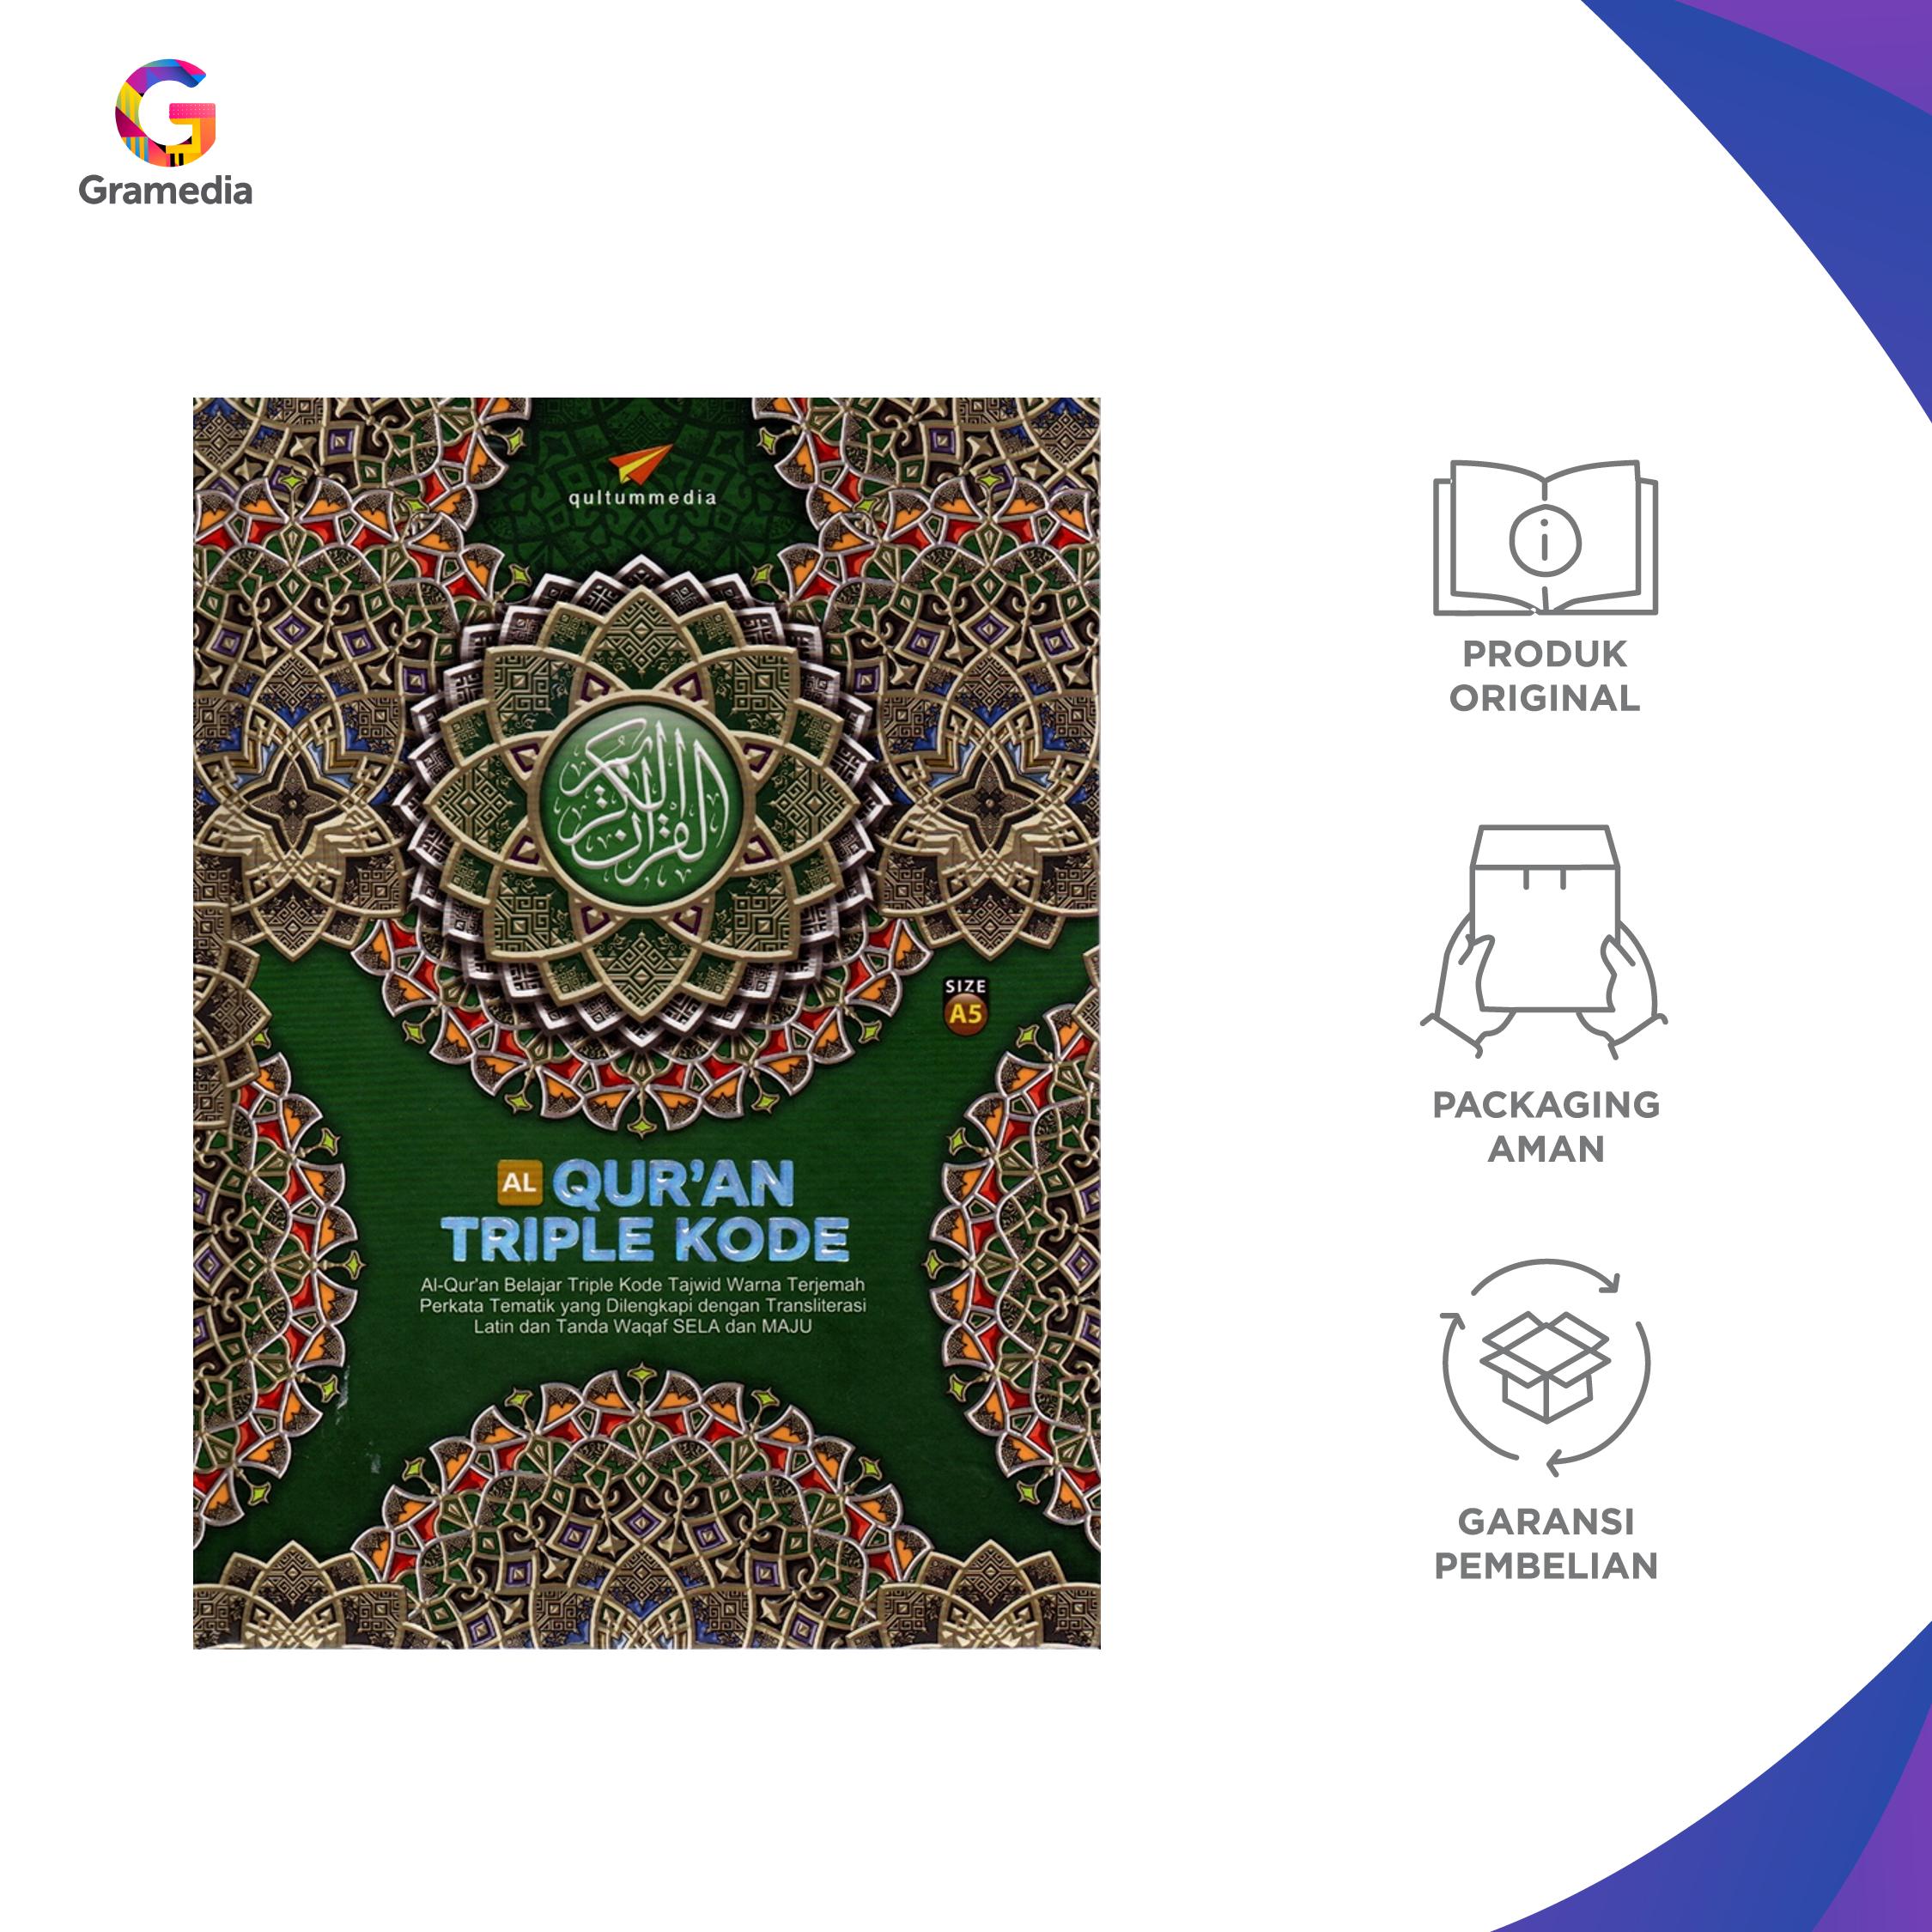 Gramedia
qultummedia
القرآن الكريم
SIZE
A5
AL QUR'AN
TRIPLE KODE
Al-Qur'an Belajar Triple Kode Tajwid Warna Terjemah
Perkata Tematik yang Dilengkapi dengan Transliterasi
Latin dan Tanda Waqaf SELA dan MAJU
PRODUK
ORIGINAL
PACKAGING
AMAN
GARANSI
PEMBELIAN